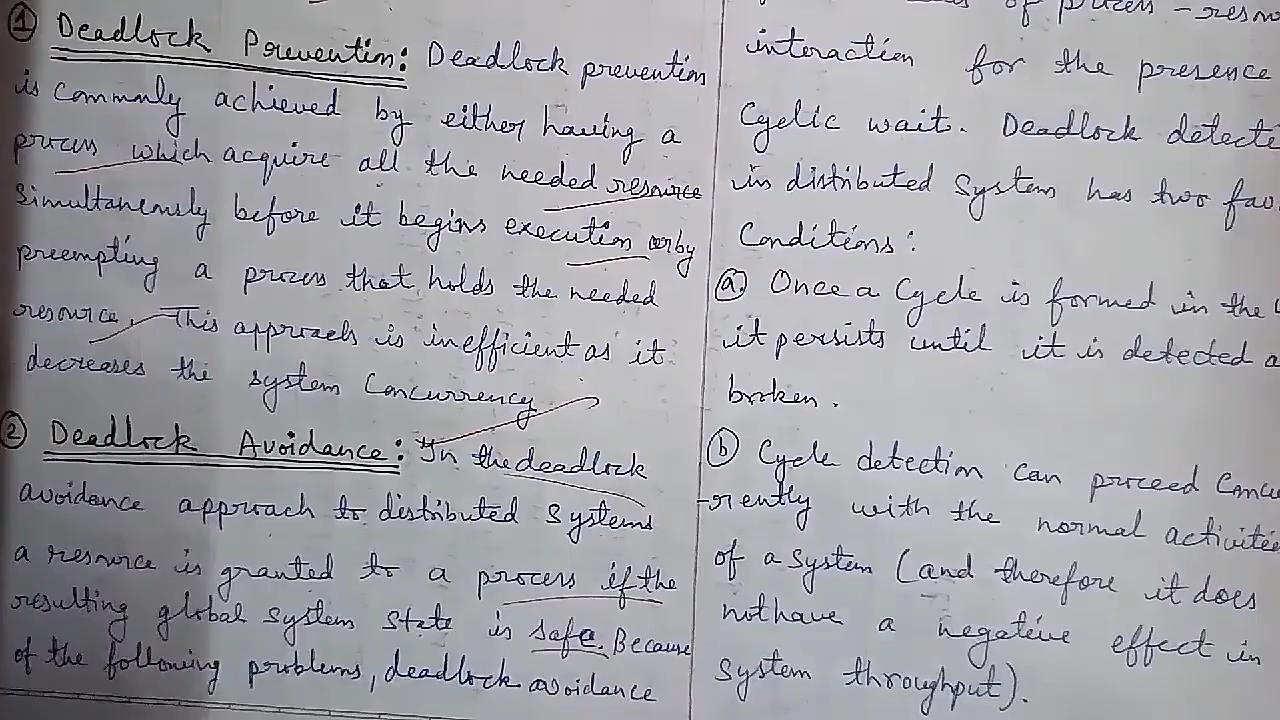 ① Deadlock Prevention: Deadlock prevention
is commnly achieved by either having a
process which acquire all the needed resource
Simultaneously before it begins execution or by
preempting a process that holds the needed
resource. This approach is inefficient as it
decreases the system Concurrency
② Deadlock Avoidance: In the deadlock
avoidance approach to distributed Systems
a resource is granted to a process if the
resulting global system State is safe. Because
of the following problems, deadlock avoidance
of process - reso
interaction for the presence
Cyclic wait. Deadlock detecte
in distributed System has two fav
Conditions:
ⓐ Once a Cycle is formed in the
it persists until it is detected a
broken.
ⓑ Cycle detection can proceed Concu
-rently with the normal activitie
of a System (and therefore it does
not have a negative effect in
System throughput).